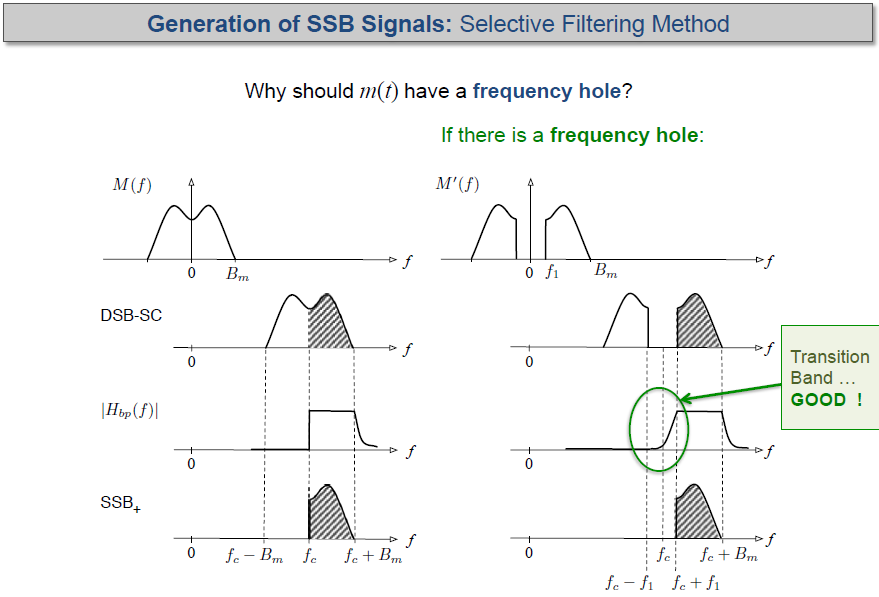 Generation of SSB Signals: Selective Filtering Method
Why should m(t) have a frequency hole?
If there is a frequency hole:
M(f)
M′(f)
f
f
0
B_m
0
f_1
B_m
DSB-SC
f
f
0
0
Transition
Band …
GOOD !
|H_bp(f)|
f
f
0
0
SSB+
f
f
0
f_c − B_m
f_c
f_c + B_m
0
f_c
f_c + B_m
f_c − f_1
f_c + f_1